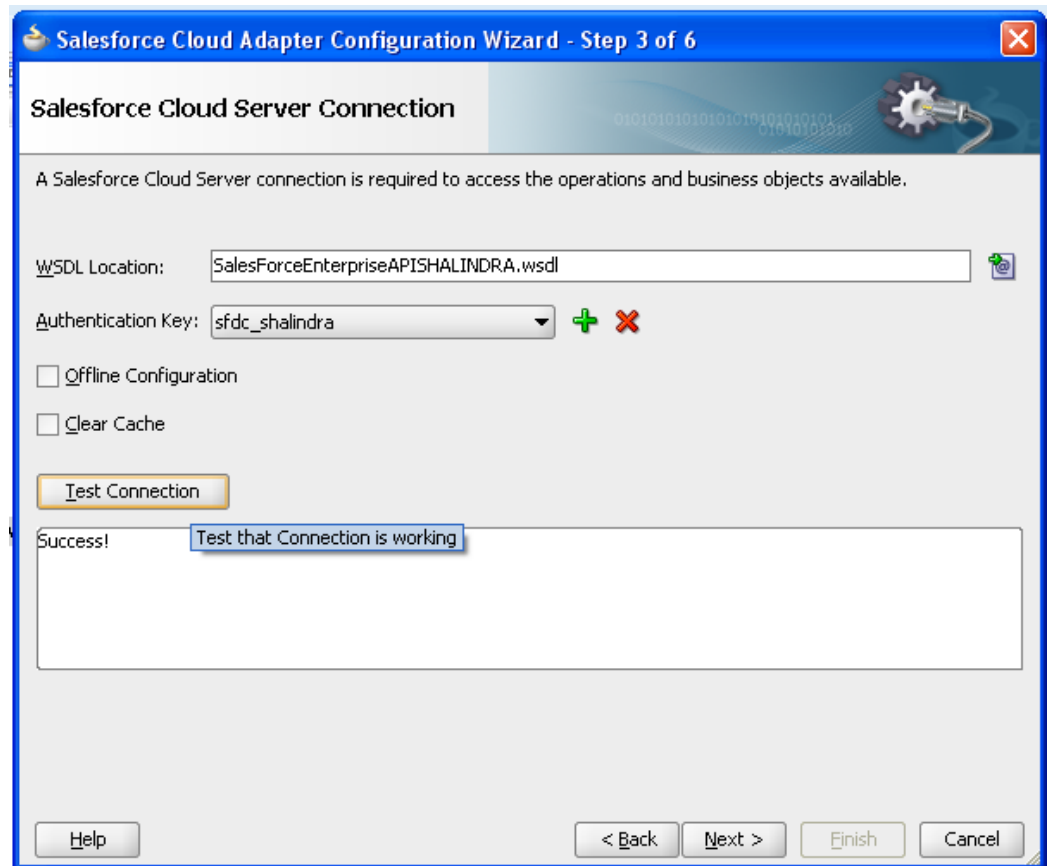 Salesforce Cloud Adapter Configuration Wizard - Step 3 of 6
Salesforce Cloud Server Connection
A Salesforce Cloud Server connection is required to access the operations and business objects available.
WSDL Location: SalesForceEnterpriseAPISHALINDRA.wsdl
Authentication Key: sfdc_shalindra
Offline Configuration
Clear Cache
Test Connection
Success! Test that Connection is working
Help < Back Next > Finish Cancel